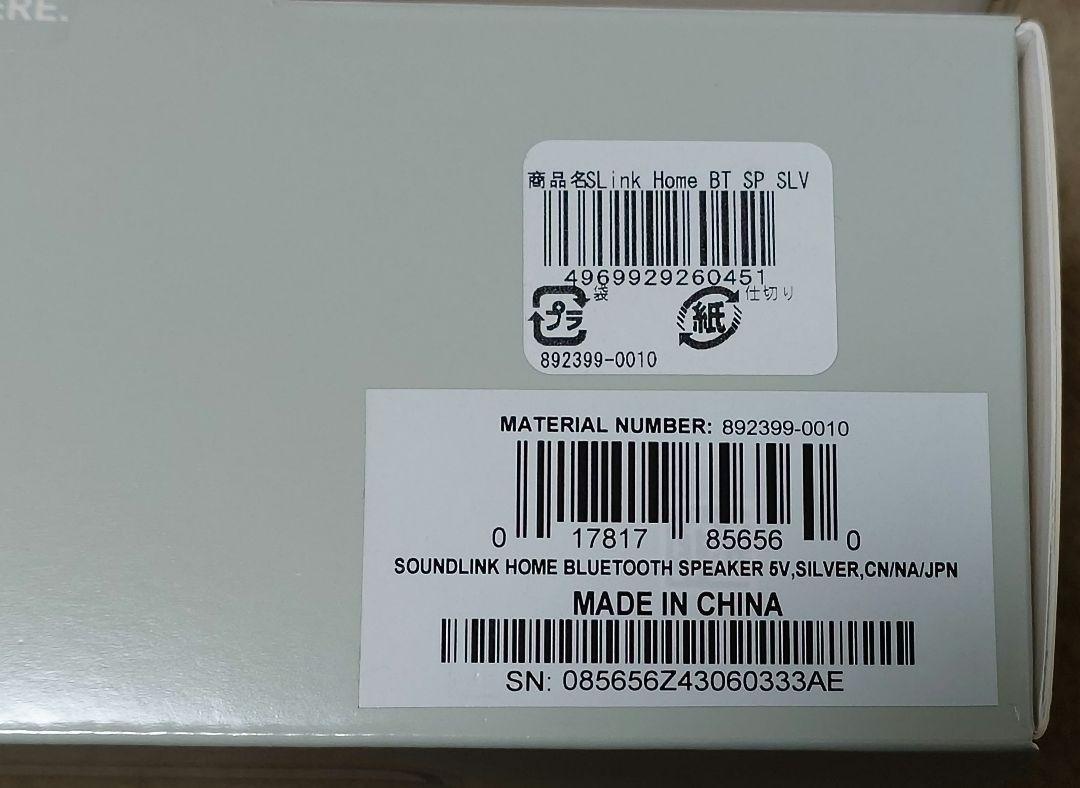 ERE.
商品名SLink Home BT SP SLV
4969929260451
プラ 袋 紙 仕切り
892399-0010
MATERIAL NUMBER: 892399-0010
0 17817 85656 0
SOUNDLINK HOME BLUETOOTH SPEAKER 5V,SILVER,CN/NA/JPN
MADE IN CHINA
SN: 085656Z43060333AE